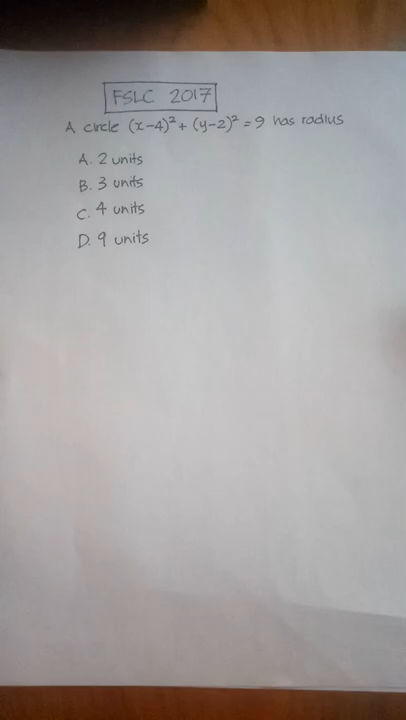 FSLC 2017
A circle (x-4)² + (y-2)² = 9 has radius
A. 2 units
B. 3 units
C. 4 units
D. 9 units